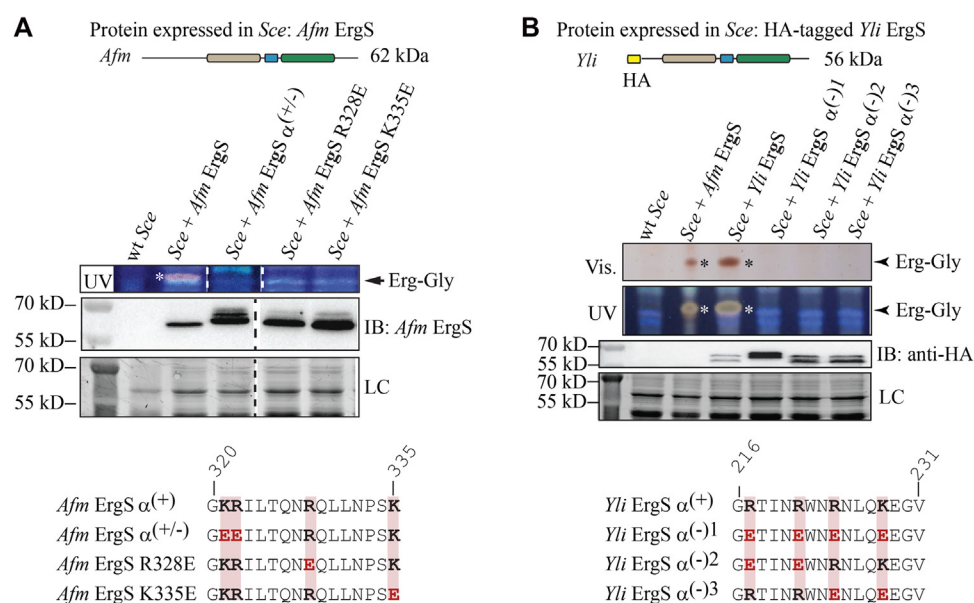 A
Protein expressed in Sce: Afm ErgS
Afm
62 kDa
wt Sce
Sce + Afm ErgS
Sce + Afm ErgS α(+/-)
Sce + Afm ErgS R328E
Sce + Afm ErgS K335E
UV
*
Erg-Gly
70 kD
55 kD
IB: Afm ErgS
70 kD
55 kD
LC
320
335
Afm ErgS α(+) GKRILTQNRQLLNPSK
Afm ErgS α(+/-) GEEILTQNRQLLNPSK
Afm ErgS R328E GKRILTQNEQLLNPSK
Afm ErgS K335E GKRILTQNRQLLNPSE
B
Protein expressed in Sce: HA-tagged Yli ErgS
Yli
56 kDa
HA
wt Sce
Sce + Afm ErgS
Sce + Yli ErgS
Sce + Yli ErgS α(-)1
Sce + Yli ErgS α(-)2
Sce + Yli ErgS α(-)3
Vis.
* *
Erg-Gly
UV
* *
Erg-Gly
70 kD
55 kD
IB: anti-HA
70 kD
55 kD
LC
216
231
Yli ErgS α(+) GRTINRWNRNLQKEGV
Yli ErgS α(-)1 GETINEWNENLQEEGV
Yli ErgS α(-)2 GETINEWNRNLQKEGV
Yli ErgS α(-)3 GRTINRWNENLQEEGV